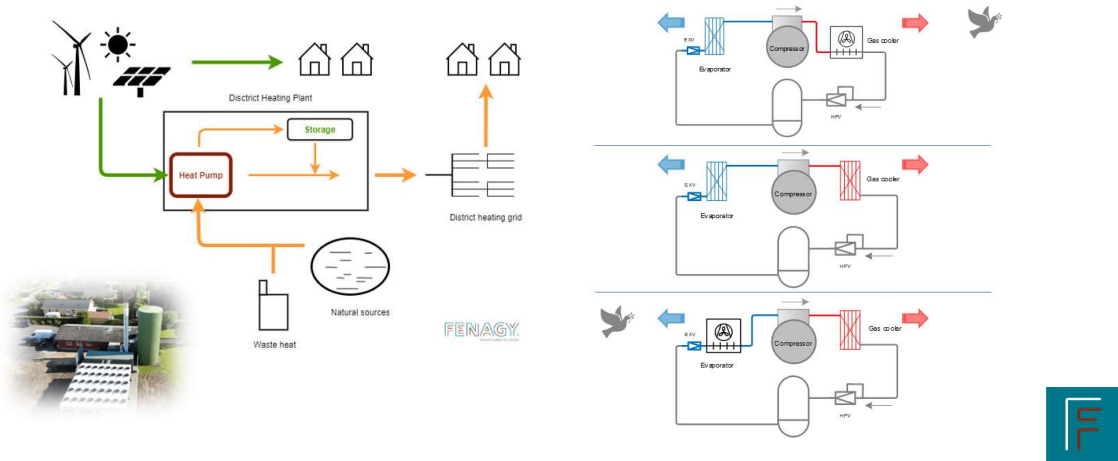 Disctrict Heating Plant
Storage
Heat Pump
District heating grid
Natural sources
Waste heat
FENAGY
EXV
Evaporator
Compressor
Gas cooler
HPV
EXV
Evaporator
Compressor
Gas cooler
HPV
EXV
Evaporator
Compressor
Gas cooler
HPV